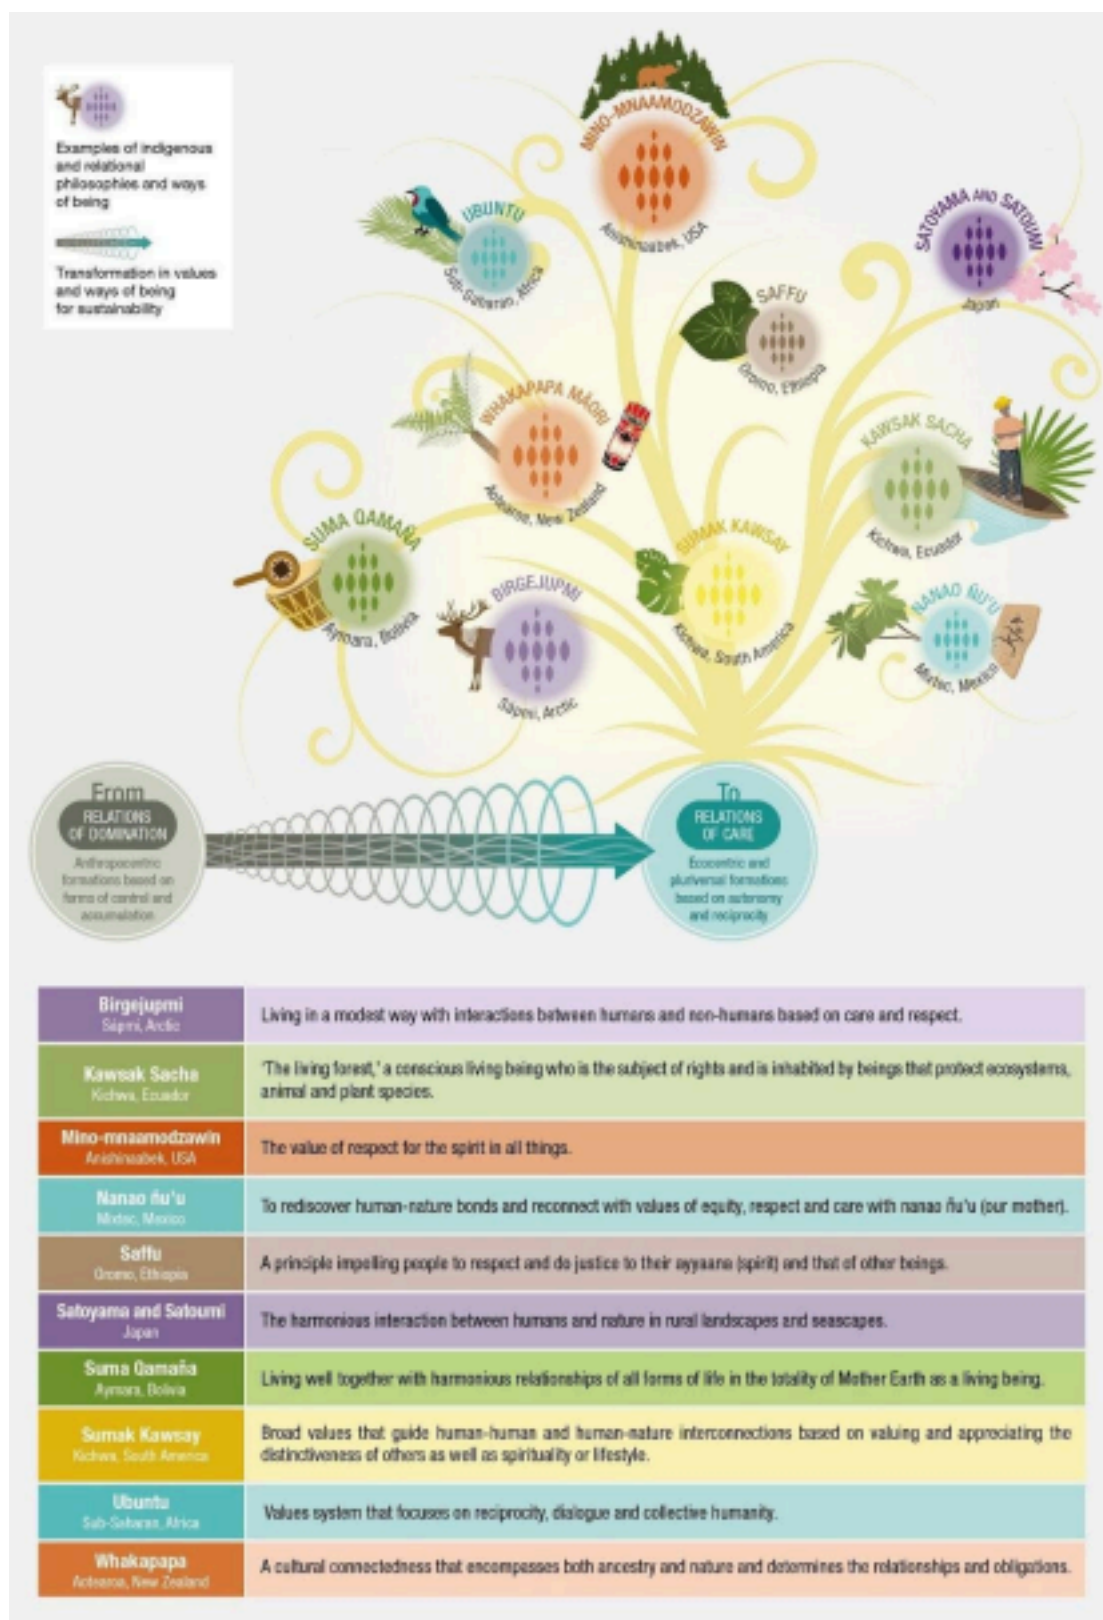 Examples of indigenous
and relational
philosophies and ways
of being
Transformation in values
and ways of being
for sustainability
MINO-MNAAMODZAWIN
Anishinaabek, USA
UBUNTU
Sub-Saharan, Africa
SATOYAMA AND SATOUMI
Japan
SAFFU
Oromo, Ethiopia
WHAKAPAPA MĀORI
Aotearoa, New Zealand
KAWSAK SACHA
Kichwa, Ecuador
SUMA QAMAÑA
Aymara, Bolivia
SUMAK KAWSAY
Kichwa, South America
BIRGEJUPMI
Sápmi, Arctic
NANAO ÑU'U
Mixtec, Mexico
From
RELATIONS
OF DOMINATION
Anthropocentric
formations based on
forms of control and
accumulation
To
RELATIONS
OF CARE
Ecocentric and
pluriversal formations
based on autonomy
and reciprocity
Birgejupmi
Sápmi, Arctic
Living in a modest way with interactions between humans and non-humans based on care and respect.
Kawsak Sacha
Kichwa, Ecuador
'The living forest,' a conscious living being who is the subject of rights and is inhabited by beings that protect ecosystems,
animal and plant species.
Mino-mnaamodzawin
Anishinaabek, USA
The value of respect for the spirit in all things.
Nanao ñu'u
Mixtec, Mexico
To rediscover human-nature bonds and reconnect with values of equity, respect and care with nanao ñu'u (our mother).
Saffu
Oromo, Ethiopia
A principle impelling people to respect and do justice to their ayyaana (spirit) and that of other beings.
Satoyama and Satoumi
Japan
The harmonious interaction between humans and nature in rural landscapes and seascapes.
Suma Qamaña
Aymara, Bolivia
Living well together with harmonious relationships of all forms of life in the totality of Mother Earth as a living being.
Sumak Kawsay
Kichwa, South America
Broad values that guide human-human and human-nature interconnections based on valuing and appreciating the
distinctiveness of others as well as spirituality or lifestyle.
Ubuntu
Sub-Saharan, Africa
Values system that focuses on reciprocity, dialogue and collective humanity.
Whakapapa
Aotearoa, New Zealand
A cultural connectedness that encompasses both ancestry and nature and determines the relationships and obligations.